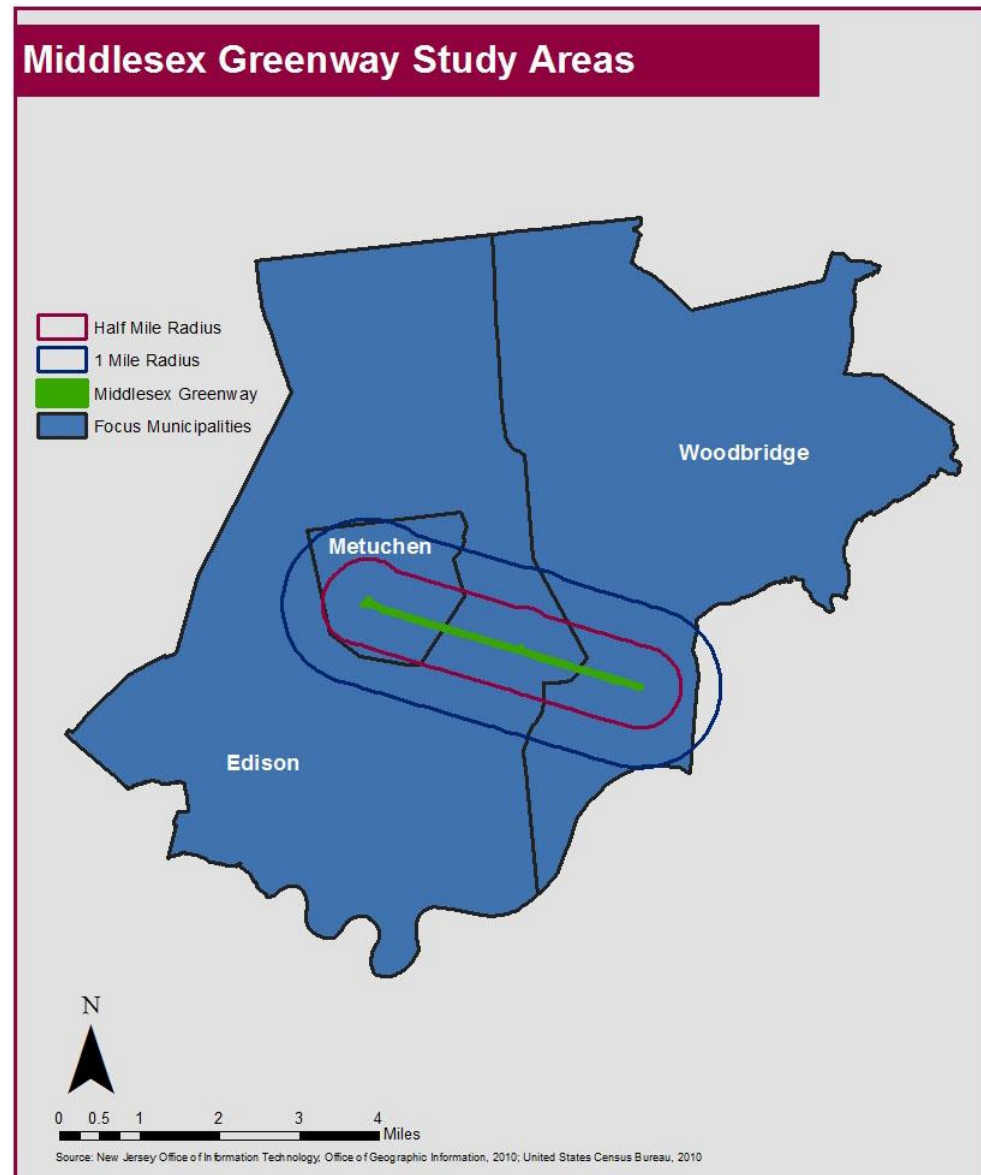 Middlesex Greenway Study Areas
Half Mile Radius
1 Mile Radius
Middlesex Greenway
Focus Municipalities
Woodbridge
Metuchen
Edison
N
0 0.5 1 2 3 4
Miles
Source: New Jersey Office of Information Technology, Office of Geographic Information, 2010; United States Census Bureau, 2010